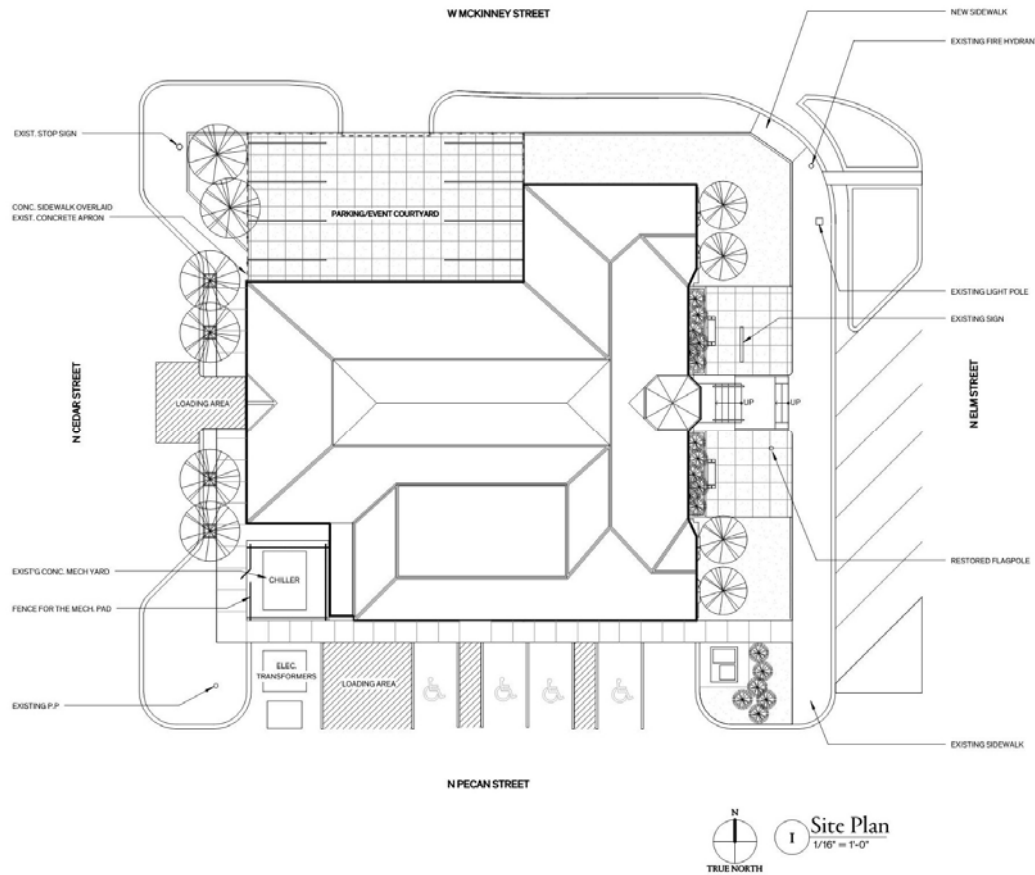 W MCKINNEY STREET
NEW SIDEWALK
EXISTING FIRE HYDRAN
EXIST. STOP SIGN
CONC. SIDEWALK OVERLAID
EXIST. CONCRETE APRON
PARKING/EVENT COURTYARD
EXISTING LIGHT POLE
EXISTING SIGN
N CEDAR STREET
LOADING AREA
UP
UP
N ELM STREET
RESTORED FLAGPOLE
EXIST'G CONC. MECH YARD
CHILLER
FENCE FOR THE MECH. PAD
ELEC.
TRANSFORMERS
LOADING AREA
EXISTING P.P
EXISTING SIDEWALK
N PECAN STREET
N
TRUE NORTH
1
Site Plan
1/16" = 1'-0"